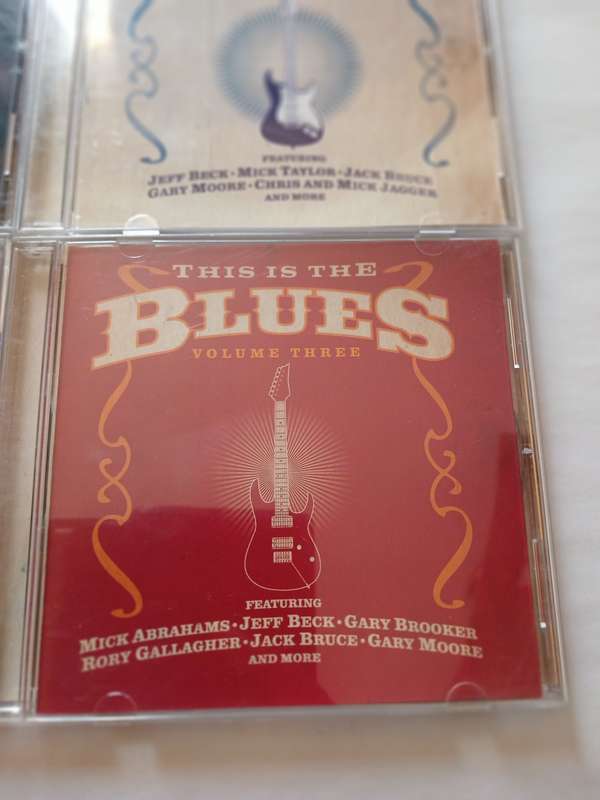 FEATURING
JEFF BECK • MICK TAYLOR • JACK BRUCE
GARY MOORE • CHRIS AND MICK JAGGER
AND MORE
THIS IS THE
BLUES
VOLUME THREE
FEATURING
MICK ABRAHAMS • JEFF BECK • GARY BROOKER
RORY GALLAGHER • JACK BRUCE • GARY MOORE
AND MORE